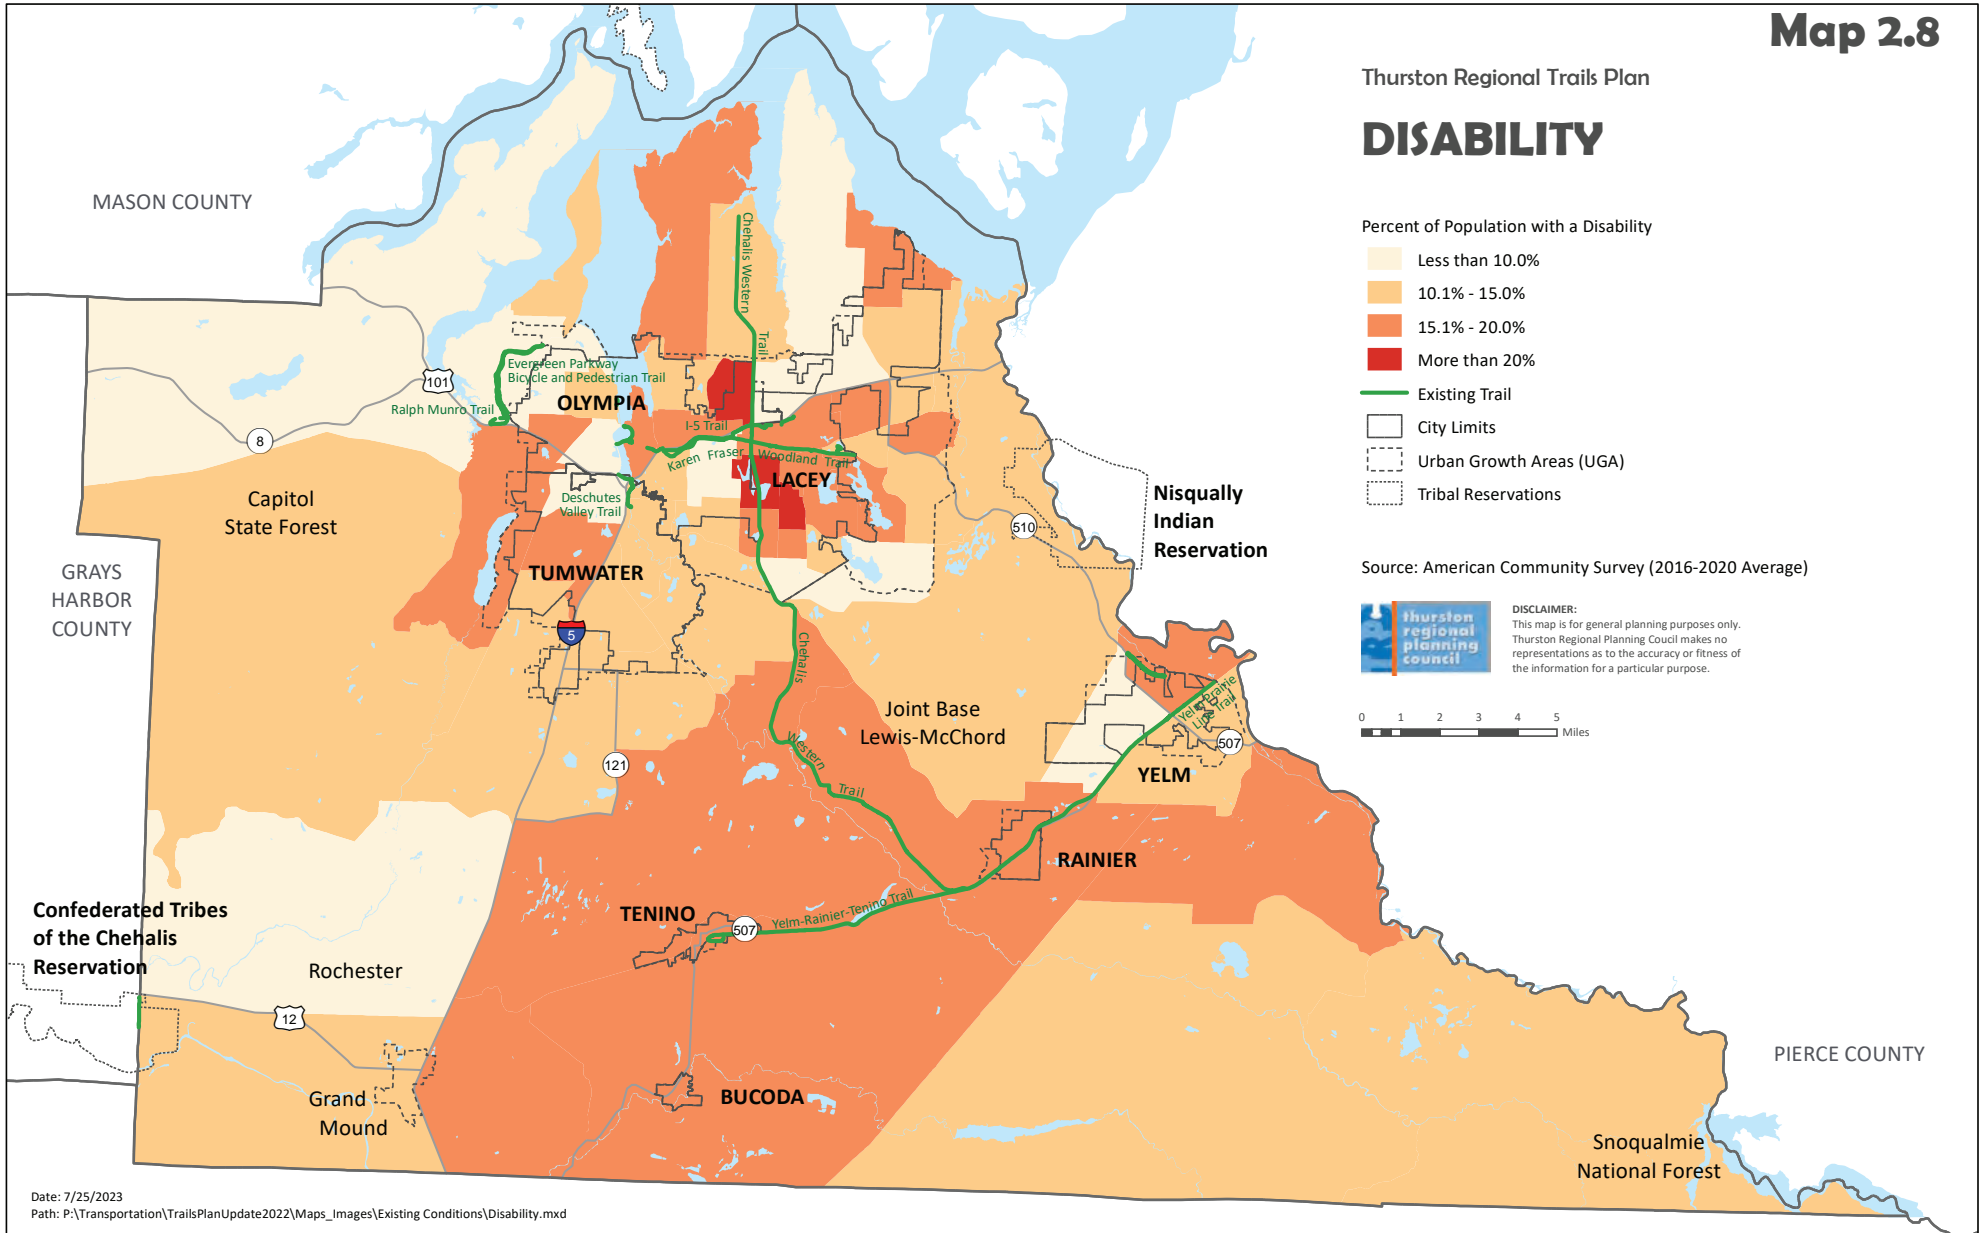 Map 2.8
Thurston Regional Trails Plan
DISABILITY
Percent of Population with a Disability
Less than 10.0%
10.1% - 15.0%
15.1% - 20.0%
More than 20%
Existing Trail
City Limits
Urban Growth Areas (UGA)
Tribal Reservations
Source: American Community Survey (2016-2020 Average)
thurston
regional
planning
council
DISCLAIMER:
This map is for general planning purposes only.
Thurston Regional Planning Coucil makes no
representations as to the accuracy or fitness of
the information for a particular purpose.
0 1 2 3 4 5
Miles
MASON COUNTY
Chehalis Western
Trail
Evergreen Parkway
Bicycle and Pedestrian Trail
101
OLYMPIA
Ralph Munro Trail
I-5 Trail
8
Karen Fraser Woodland Trail
LACEY
Capitol
State Forest
Deschutes
Valley Trail
Nisqually
Indian
Reservation
510
GRAYS
HARBOR
COUNTY
TUMWATER
5
Chehalis
Western
Trail
Joint Base
Lewis-McChord
Yelm Prairie
Line Trail
507
121
YELM
RAINIER
Confederated Tribes
of the Chehalis
Reservation
TENINO
507
Yelm-Rainier-Tenino Trail
Rochester
12
PIERCE COUNTY
Grand
Mound
BUCODA
Snoqualmie
National Forest
Date: 7/25/2023
Path: P:\Transportation\TrailsPlanUpdate2022\Maps_Images\Existing Conditions\Disability.mxd